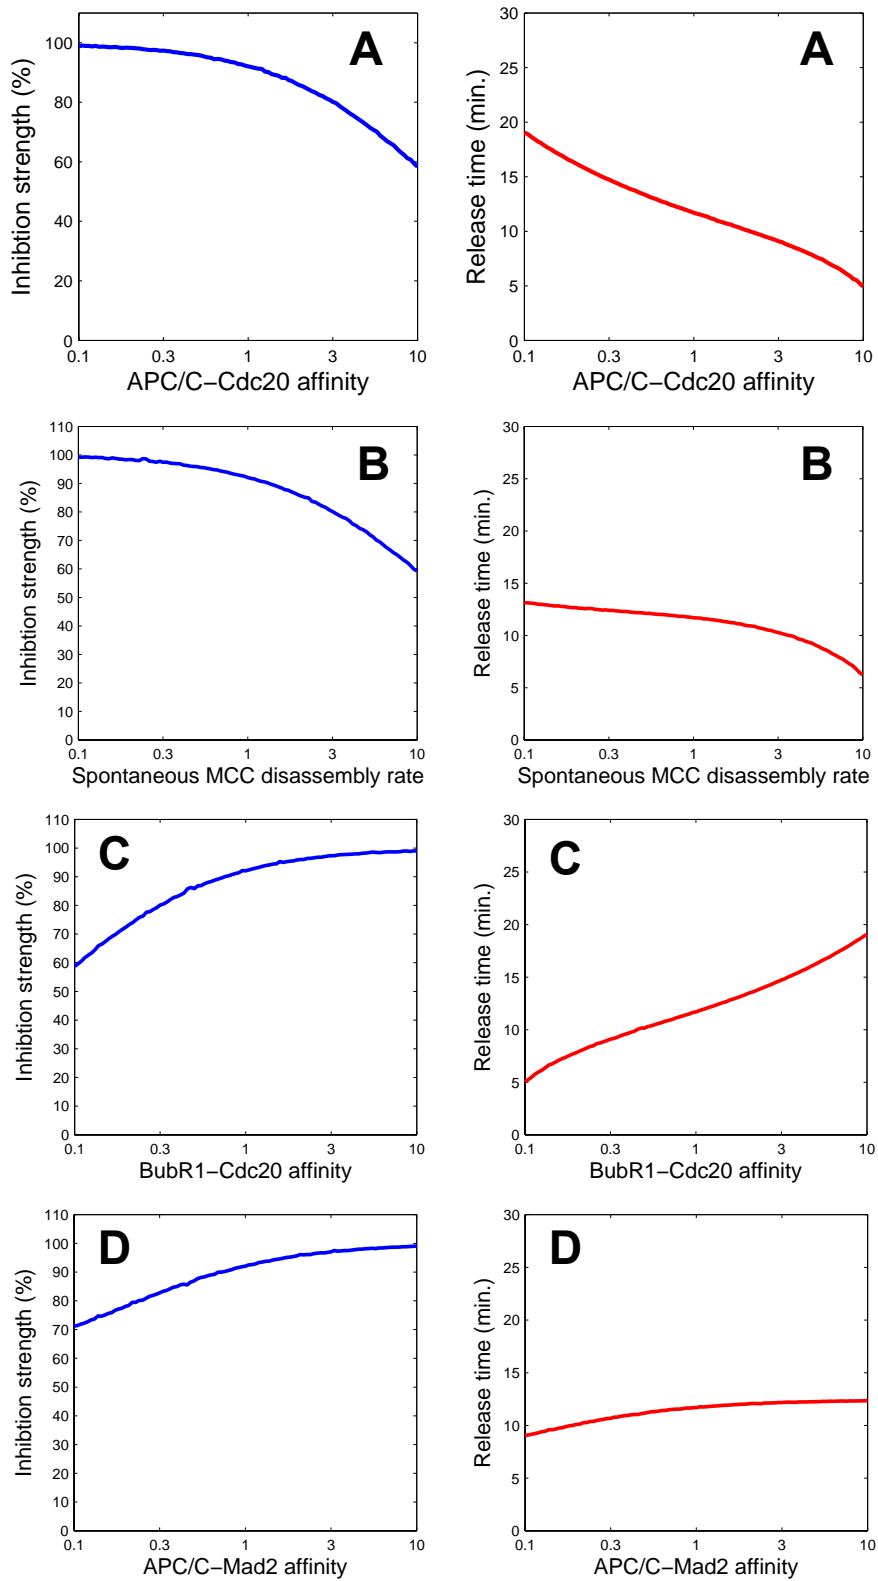 A
Inhibtion strength (%)
100
80
60
40
20
0
0.1 0.3 1 3 10
APC/C−Cdc20 affinity
A
Release time (min.)
30
25
20
15
10
5
0
0.1 0.3 1 3 10
APC/C−Cdc20 affinity
B
Inhibtion strength (%)
110
100
90
80
70
60
50
40
30
20
10
0
0.1 0.3 1 3 10
Spontaneous MCC disassembly rate
B
Release time (min.)
30
25
20
15
10
5
0
0.1 0.3 1 3 10
Spontaneous MCC disassembly rate
C
Inhibtion strength (%)
110
100
90
80
70
60
50
40
30
20
10
0
0.1 0.3 1 3 10
BubR1−Cdc20 affinity
C
Release time (min.)
30
25
20
15
10
5
0
0.1 0.3 1 3 10
BubR1−Cdc20 affinity
D
Inhibtion strength (%)
110
100
90
80
70
60
50
40
30
20
10
0
0.1 0.3 1 3 10
APC/C−Mad2 affinity
D
Release time (min.)
30
25
20
15
10
5
0
0.1 0.3 1 3 10
APC/C−Mad2 affinity